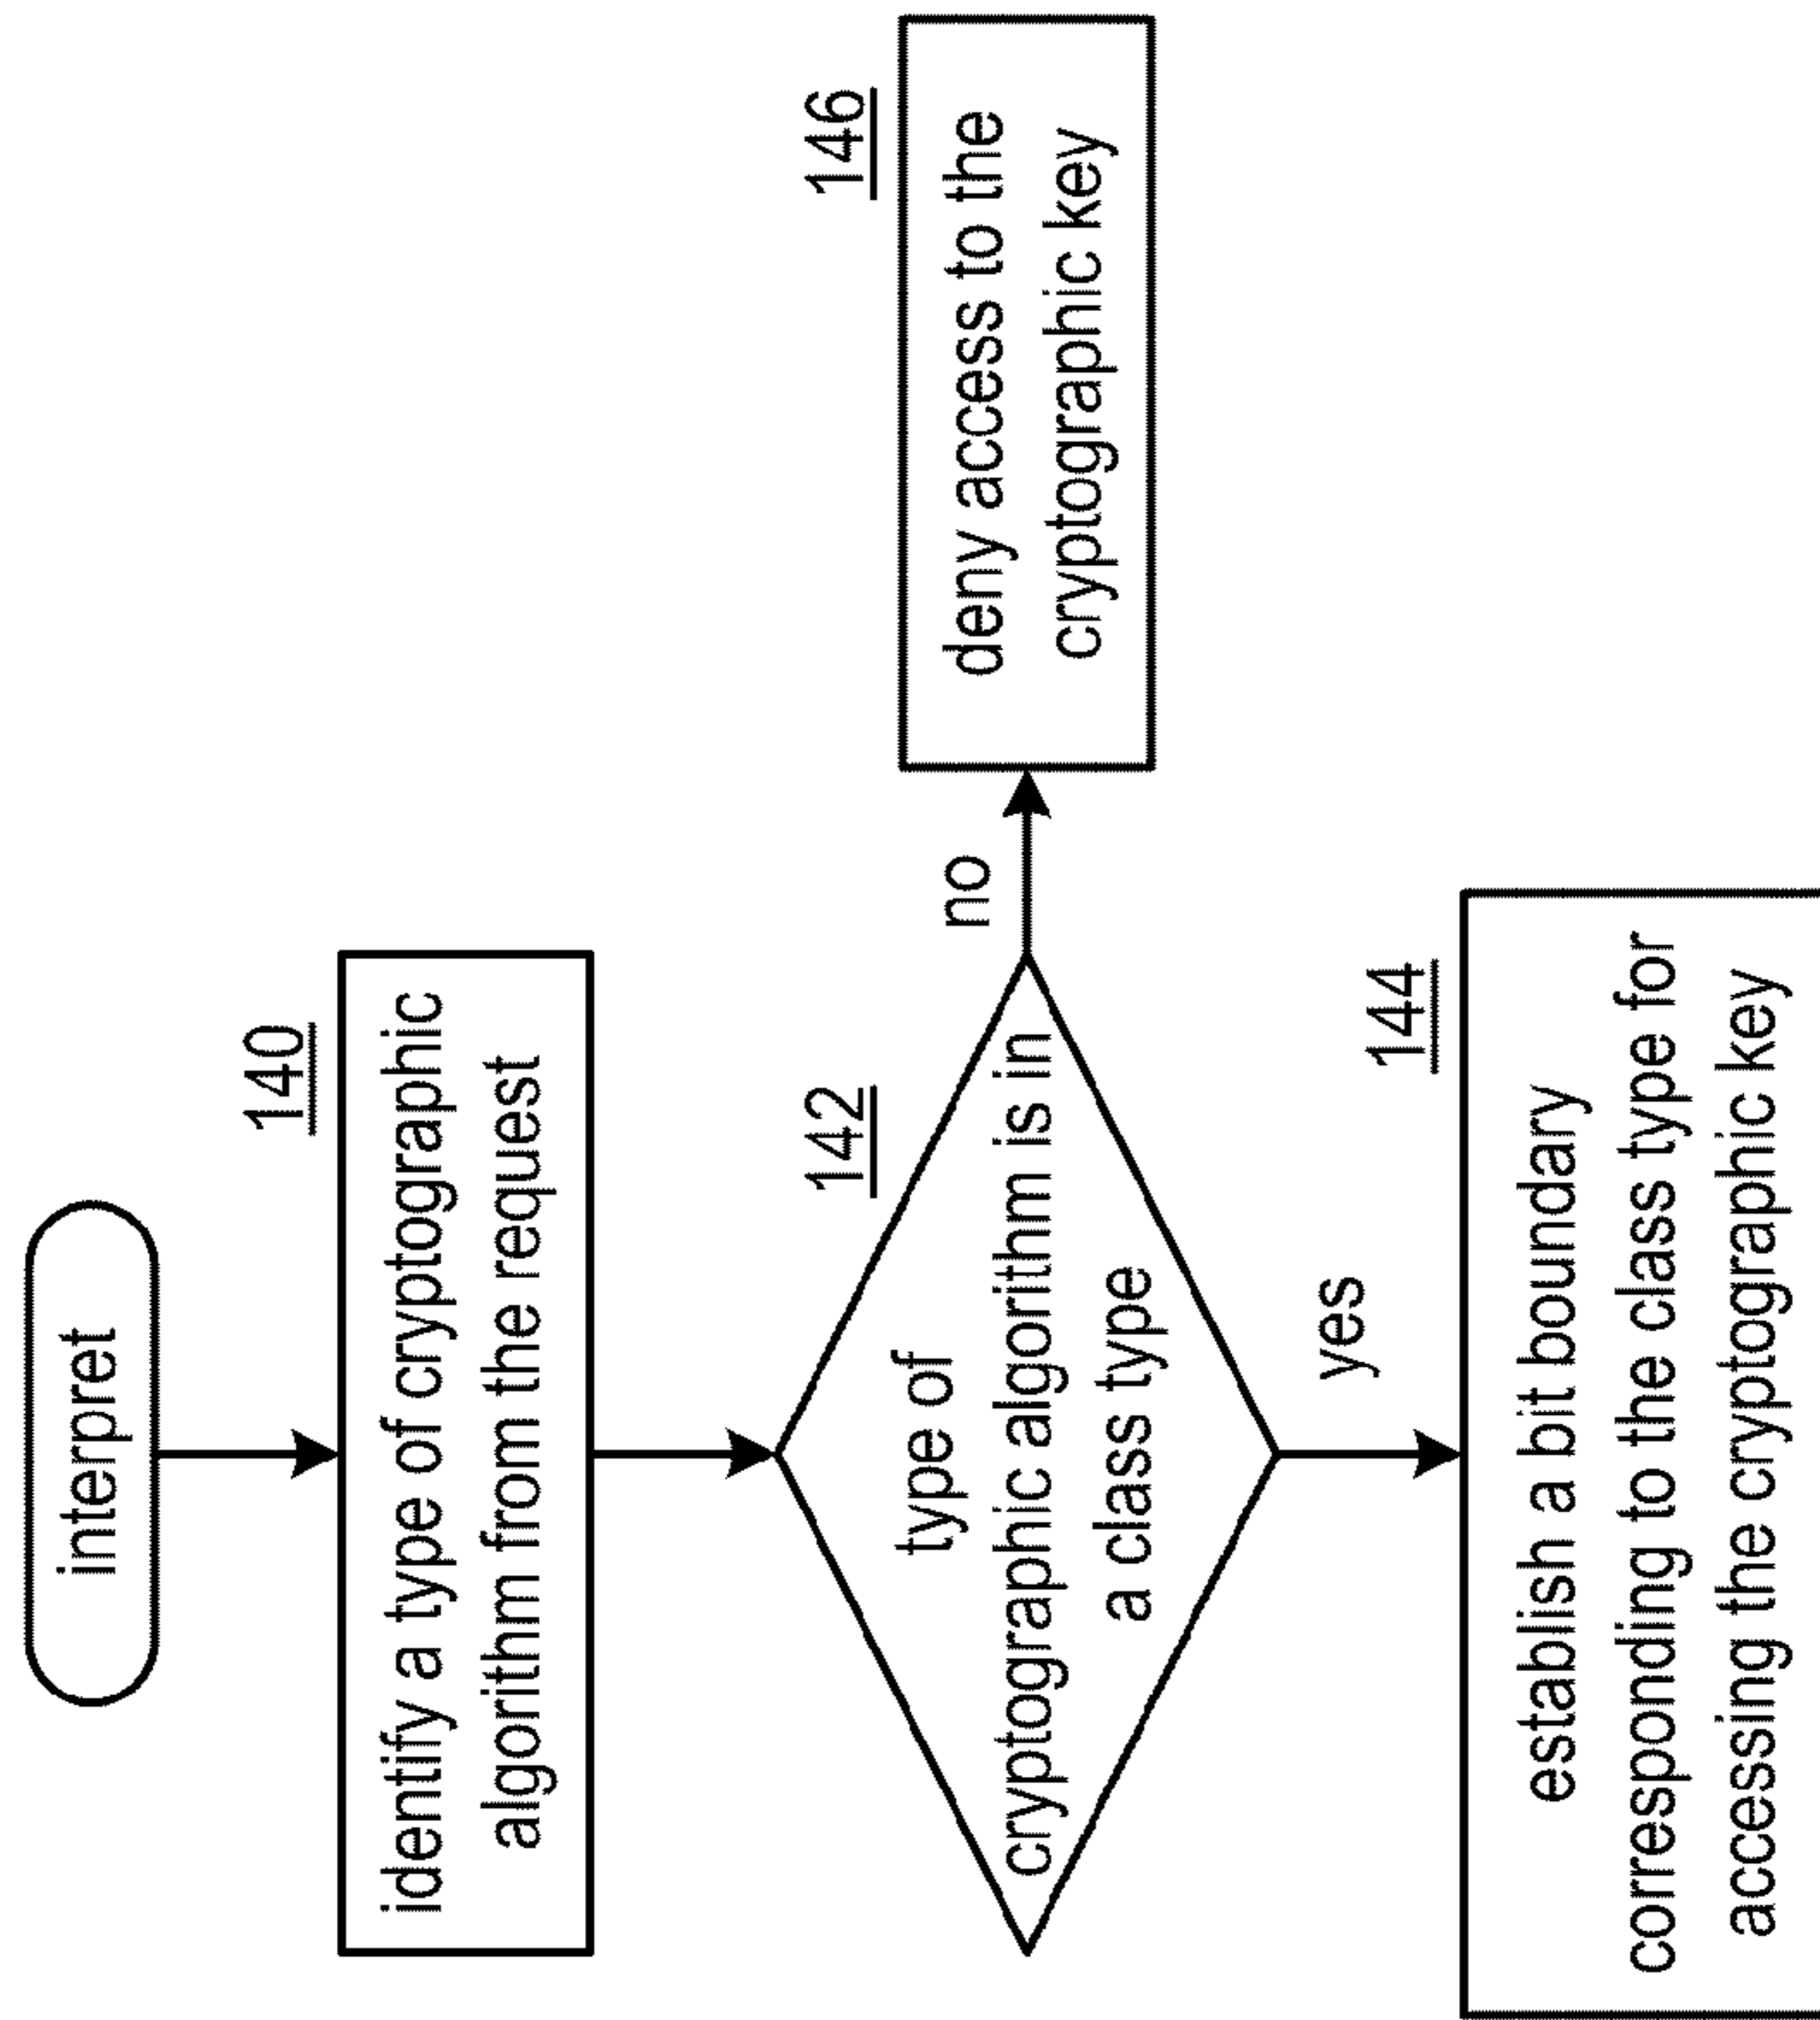 interpret
140
identify a type of cryptographic
algorithm from the request
142
type of
cryptographic algorithm is in
a class type
no
146
deny access to the
cryptographic key
yes
144
establish a bit boundary
corresponding to the class type for
accessing the cryptographic key